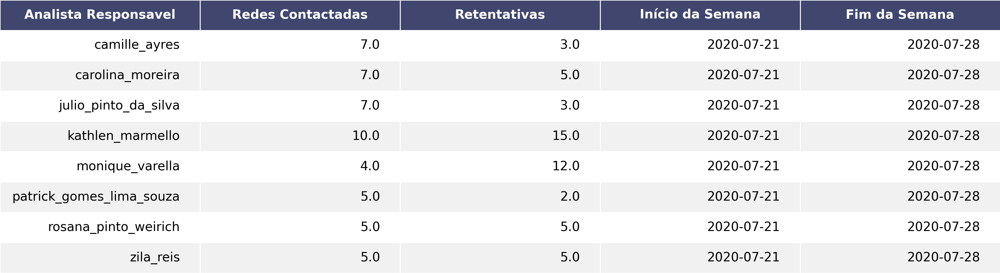 Analista Responsavel Redes Contactadas Retentativas Início da Semana Fim da Semana
camille_ayres 7.0 3.0 2020-07-21 2020-07-28
carolina_moreira 7.0 5.0 2020-07-21 2020-07-28
julio_pinto_da_silva 7.0 3.0 2020-07-21 2020-07-28
kathlen_marmello 10.0 15.0 2020-07-21 2020-07-28
monique_varella 4.0 12.0 2020-07-21 2020-07-28
patrick_gomes_lima_souza 5.0 2.0 2020-07-21 2020-07-28
rosana_pinto_weirich 5.0 5.0 2020-07-21 2020-07-28
zila_reis 5.0 5.0 2020-07-21 2020-07-28